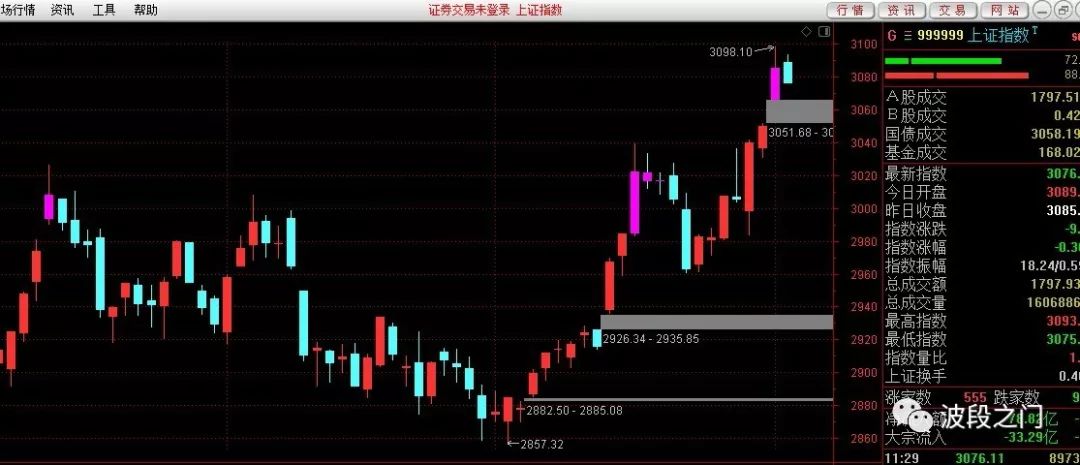 场行情 资讯 工具 帮助 证券交易未登录 上证指数 行情 资讯 交易 网站
G 三 999999 上证指数
72.
88.
A股成交 1797.51
B股成交 0.42
国债成交 3058.19
基金成交 168.02
最新指数 3076.
今日开盘 3089.
昨日收盘 3085.
指数涨跌 -9.
指数涨幅 -0.30
指数振幅 18.24/0.59
总成交额 1797.93
总成交量 1606886
最高指数 3093.
最低指数 3075.
指数量比 1.
上证换手 0.40
涨家数 555 跌家数 9
额 亿
大宗流入 -33.29亿
11:29 3076.11 8973
3100
3080
3060
3040
3020
3000
2980
2960
2940
2920
2900
2880
2860
3098.10
3051.68 - 30
2926.34 - 2935.85
2882.50 - 2885.08
2857.32
波段之门